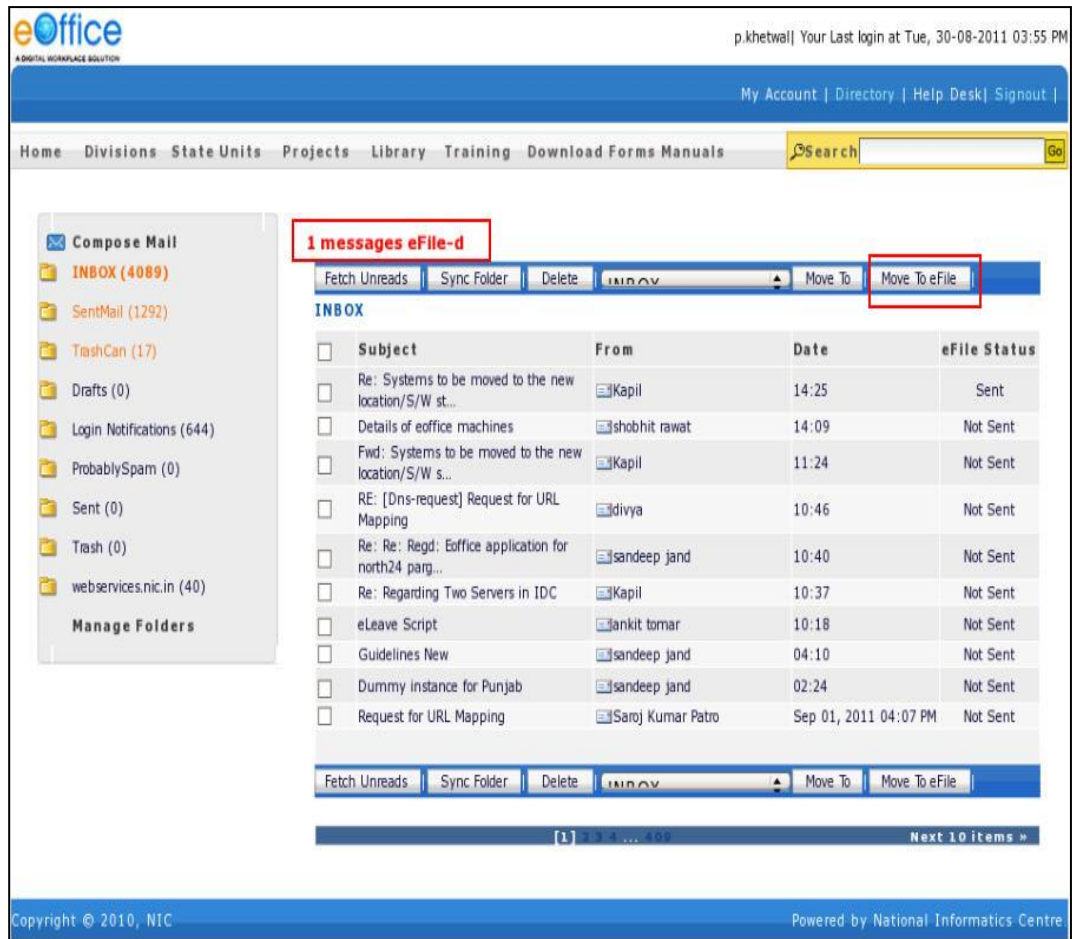 eOffice
A DIGITAL WORKPLACE SOLUTION
p.khetwal| Your Last login at Tue, 30-08-2011 03:55 PM
My Account | Directory | Help Desk| Signout |
Home Divisions State Units Projects Library Training Download Forms Manuals Search Go
Compose Mail
INBOX (4089)
SentMail (1292)
TrashCan (17)
Drafts (0)
Login Notifications (644)
ProbablySpam (0)
Sent (0)
Trash (0)
webservices.nic.in (40)
Manage Folders
1 messages eFile-d
Fetch Unreads | Sync Folder | Delete | INBOX Move To | Move To eFile |
INBOX
Subject From Date eFile Status
Re: Systems to be moved to the new
location/S/W st... Kapil 14:25 Sent
Details of eoffice machines shobhit rawat 14:09 Not Sent
Fwd: Systems to be moved to the new
location/S/W s... Kapil 11:24 Not Sent
RE: [Dns-request] Request for URL
Mapping divya 10:46 Not Sent
Re: Re: Regd: Eoffice application for
north24 parg... sandeep jand 10:40 Not Sent
Re: Regarding Two Servers in IDC Kapil 10:37 Not Sent
eLeave Script ankit tomar 10:18 Not Sent
Guidelines New sandeep jand 04:10 Not Sent
Dummy instance for Punjab sandeep jand 02:24 Not Sent
Request for URL Mapping Saroj Kumar Patro Sep 01, 2011 04:07 PM Not Sent
Fetch Unreads | Sync Folder | Delete | INBOX Move To | Move To eFile |
[1] 2 3 4 ... 409 Next 10 items »
Copyright © 2010, NIC Powered by National Informatics Centre.